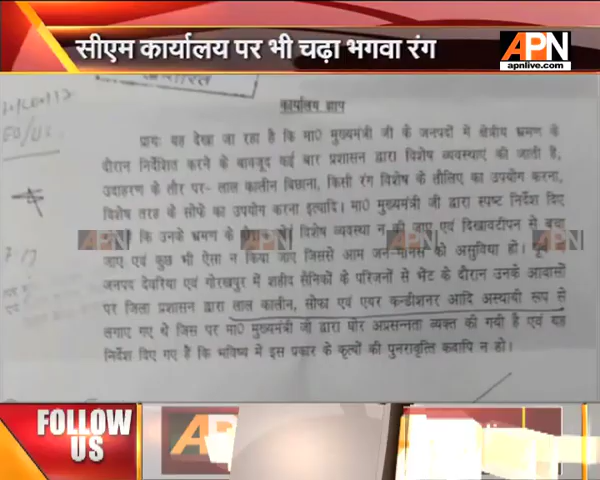 सीएम कार्यालय पर भी चढ़ा भगवा रंग
APN
apnlive.com
कार्यालय ज्ञाप
प्रायः यह देखा जा रहा है कि मा0 मुख्यमंत्री जी के जनपदों में क्षेत्रीय भ्रमण के
दौरान निर्देशित करने के बावजूद कई बार प्रशासन द्वारा विशेष व्यवस्थाएं की जाती है,
उदाहरण के तौर पर- लाल कालीन बिछाना, किसी रंग विशेष के तौलिए का उपयोग करना,
विशेष तरह के सोफे का उपयोग करना इत्यादि। मा0 मुख्यमंत्री जी द्वारा स्पष्ट निर्देश दिए
कि उनके भ्रमण के विशेष व्यवस्था न की जाए एवं दिखावटीपन से बचा
जाए एवं कुछ भी ऐसा न किया जाए जिससे आम जन-मानस को असुविधा हो।
जनपद देवरिया एवं गोरखपुर में शहीद सैनिकों के परिजनों से भेंट के दौरान उनके आवासों
पर जिला प्रशासन द्वारा लाल कालीन, सोफा एवं एयर कन्डीशनर आदि अस्थायी रूप से
लगाए गए थे जिस पर मा0 मुख्यमंत्री जी द्वारा घोर अप्रसन्नता व्यक्त की गयी है एवं यह
निर्देश दिए गए हैं कि भविष्य में इस प्रकार के कृत्यों की पुनरावृत्ति कदापि न हो।
APN
APN
APN
FOLLOW
US